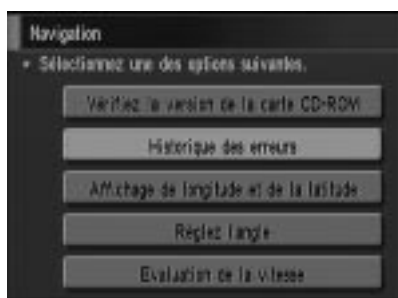 Navigation
• Sélectionnez une des options suivantes.
Vérifiez la version de la carte CD-ROM
Historique des erreurs
Affichage de longitude et de la latitude
Réglez l'angle
Evaluation de la vitesse